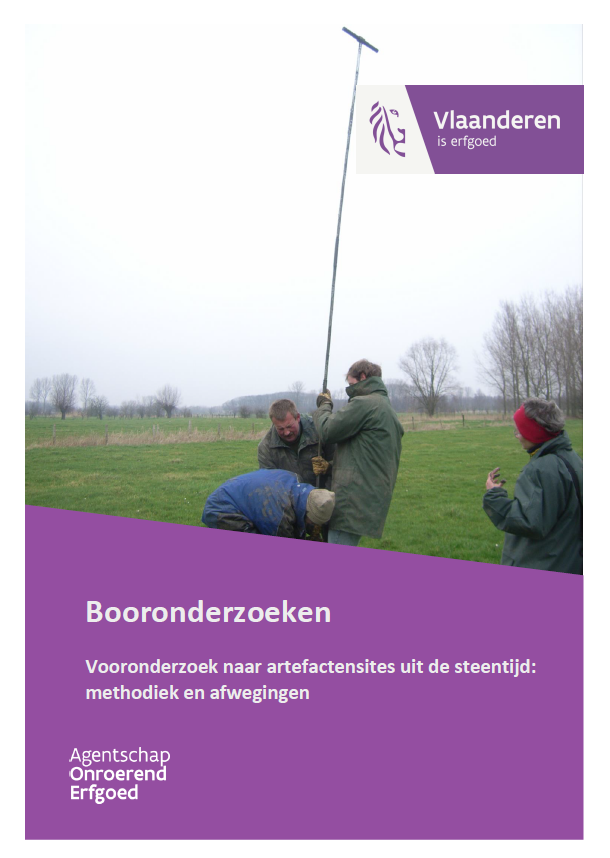 Vlaanderen
is erfgoed
Booronderzoeken
Vooronderzoek naar artefactensites uit de steentijd:
methodiek en afwegingen
Agentschap
Onroerend
Erfgoed